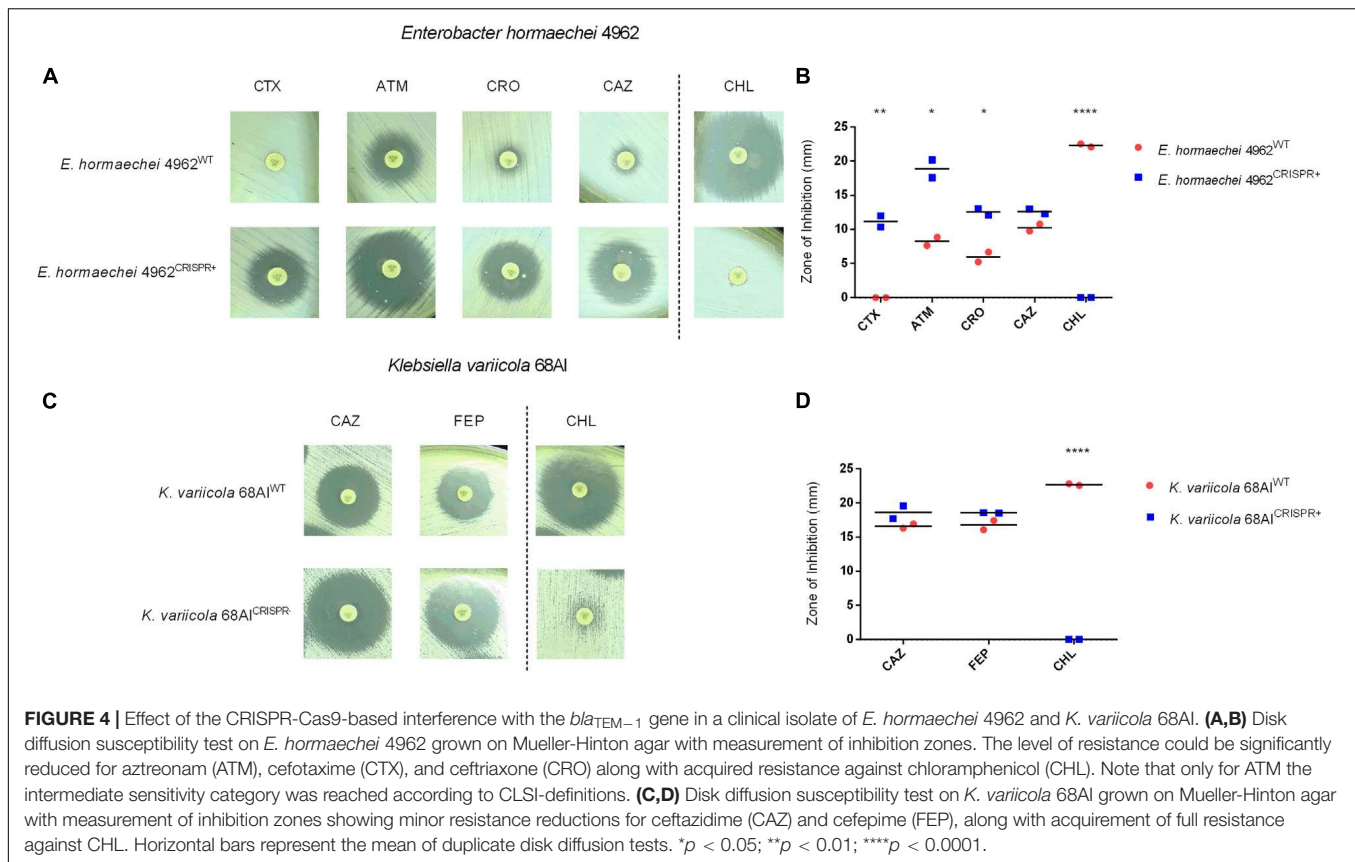 Enterobacter hormaechei 4962
A
CTX ATM CRO CAZ CHL
E. hormaechei 4962WT
E. hormaechei 4962CRISPR+
B
** * * ****
Zone of Inhibition (mm)
25
20
15
10
5
0
CTX ATM CRO CAZ CHL
E. hormaechei 4962WT
E. hormaechei 4962CRISPR+
Klebsiella variicola 68AI
C
CAZ FEP CHL
K. variicola 68AIWT
K. variicola 68AICRISPR-
D
****
Zone of Inhibition (mm)
25
20
15
10
5
0
CAZ FEP CHL
K. variicola 68AIWT
K. variicola 68AICRISPR+
FIGURE 4 | Effect of the CRISPR-Cas9-based interference with the blaTEM−1 gene in a clinical isolate of E. hormaechei 4962 and K. variicola 68AI. (A,B) Disk
diffusion susceptibility test on E. hormaechei 4962 grown on Mueller-Hinton agar with measurement of inhibition zones. The level of resistance could be significantly
reduced for aztreonam (ATM), cefotaxime (CTX), and ceftriaxone (CRO) along with acquired resistance against chloramphenicol (CHL). Note that only for ATM the
intermediate sensitivity category was reached according to CLSI-definitions. (C,D) Disk diffusion susceptibility test on K. variicola 68AI grown on Mueller-Hinton agar
with measurement of inhibition zones showing minor resistance reductions for ceftazidime (CAZ) and cefepime (FEP), along with acquirement of full resistance
against CHL. Horizontal bars represent the mean of duplicate disk diffusion tests. *p < 0.05; **p < 0.01; ****p < 0.0001.